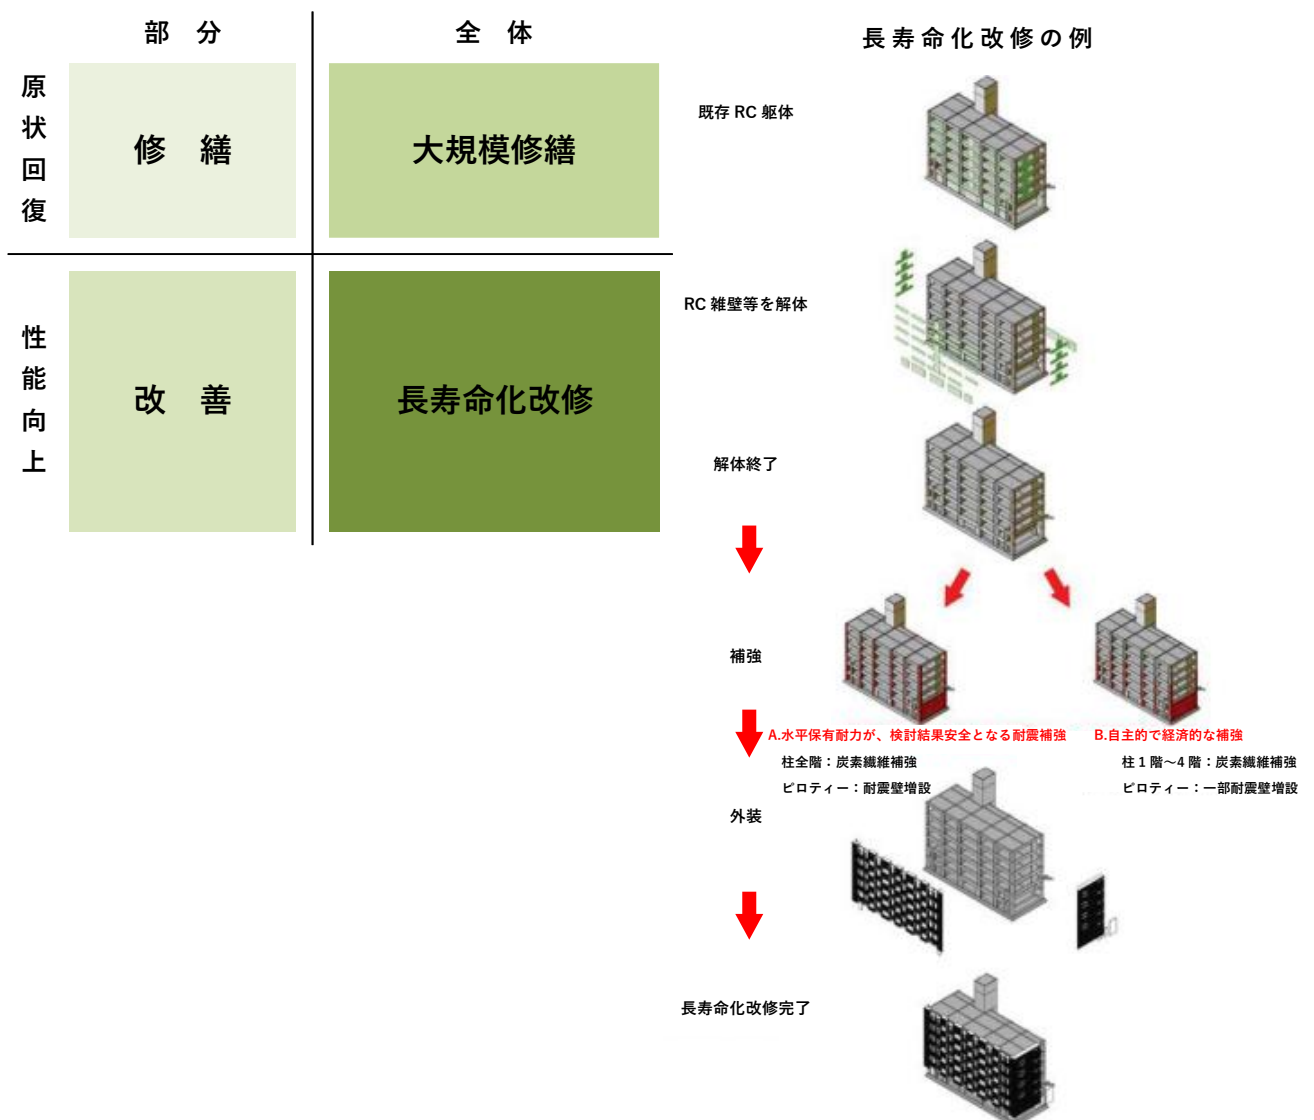 部 分
全 体
原状回復
修 繕
大規模修繕
性能向上
改 善
長寿命化改修
長寿命化改修の例
既存 RC 躯体
RC 雑壁等を解体
解体終了
補強
A.水平保有耐力が、検討結果安全となる耐震補強
柱全階：炭素繊維補強
ピロティー：耐震壁増設
B.自主的で経済的な補強
柱 1 階～4 階：炭素繊維補強
ピロティー：一部耐震壁増設
外装
長寿命化改修完了